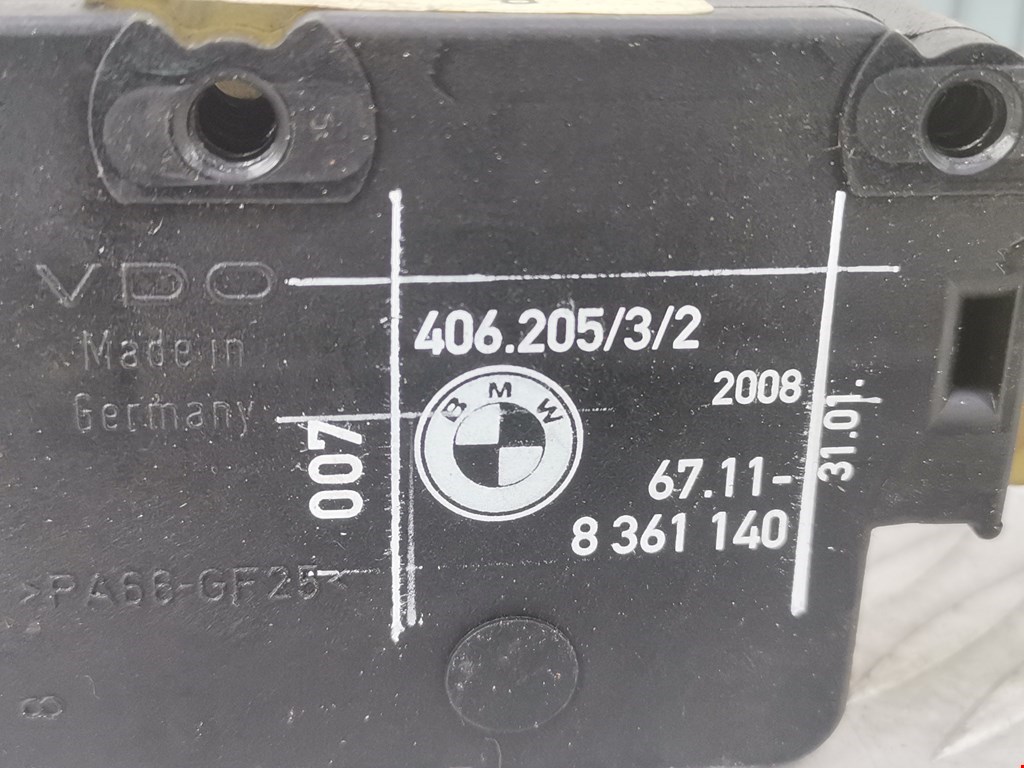 VDO
Made in
Germany
>PA66-GF25<
8
007
406.205/3/2
BMW
2008
31.01.
67.11-
8 361 140